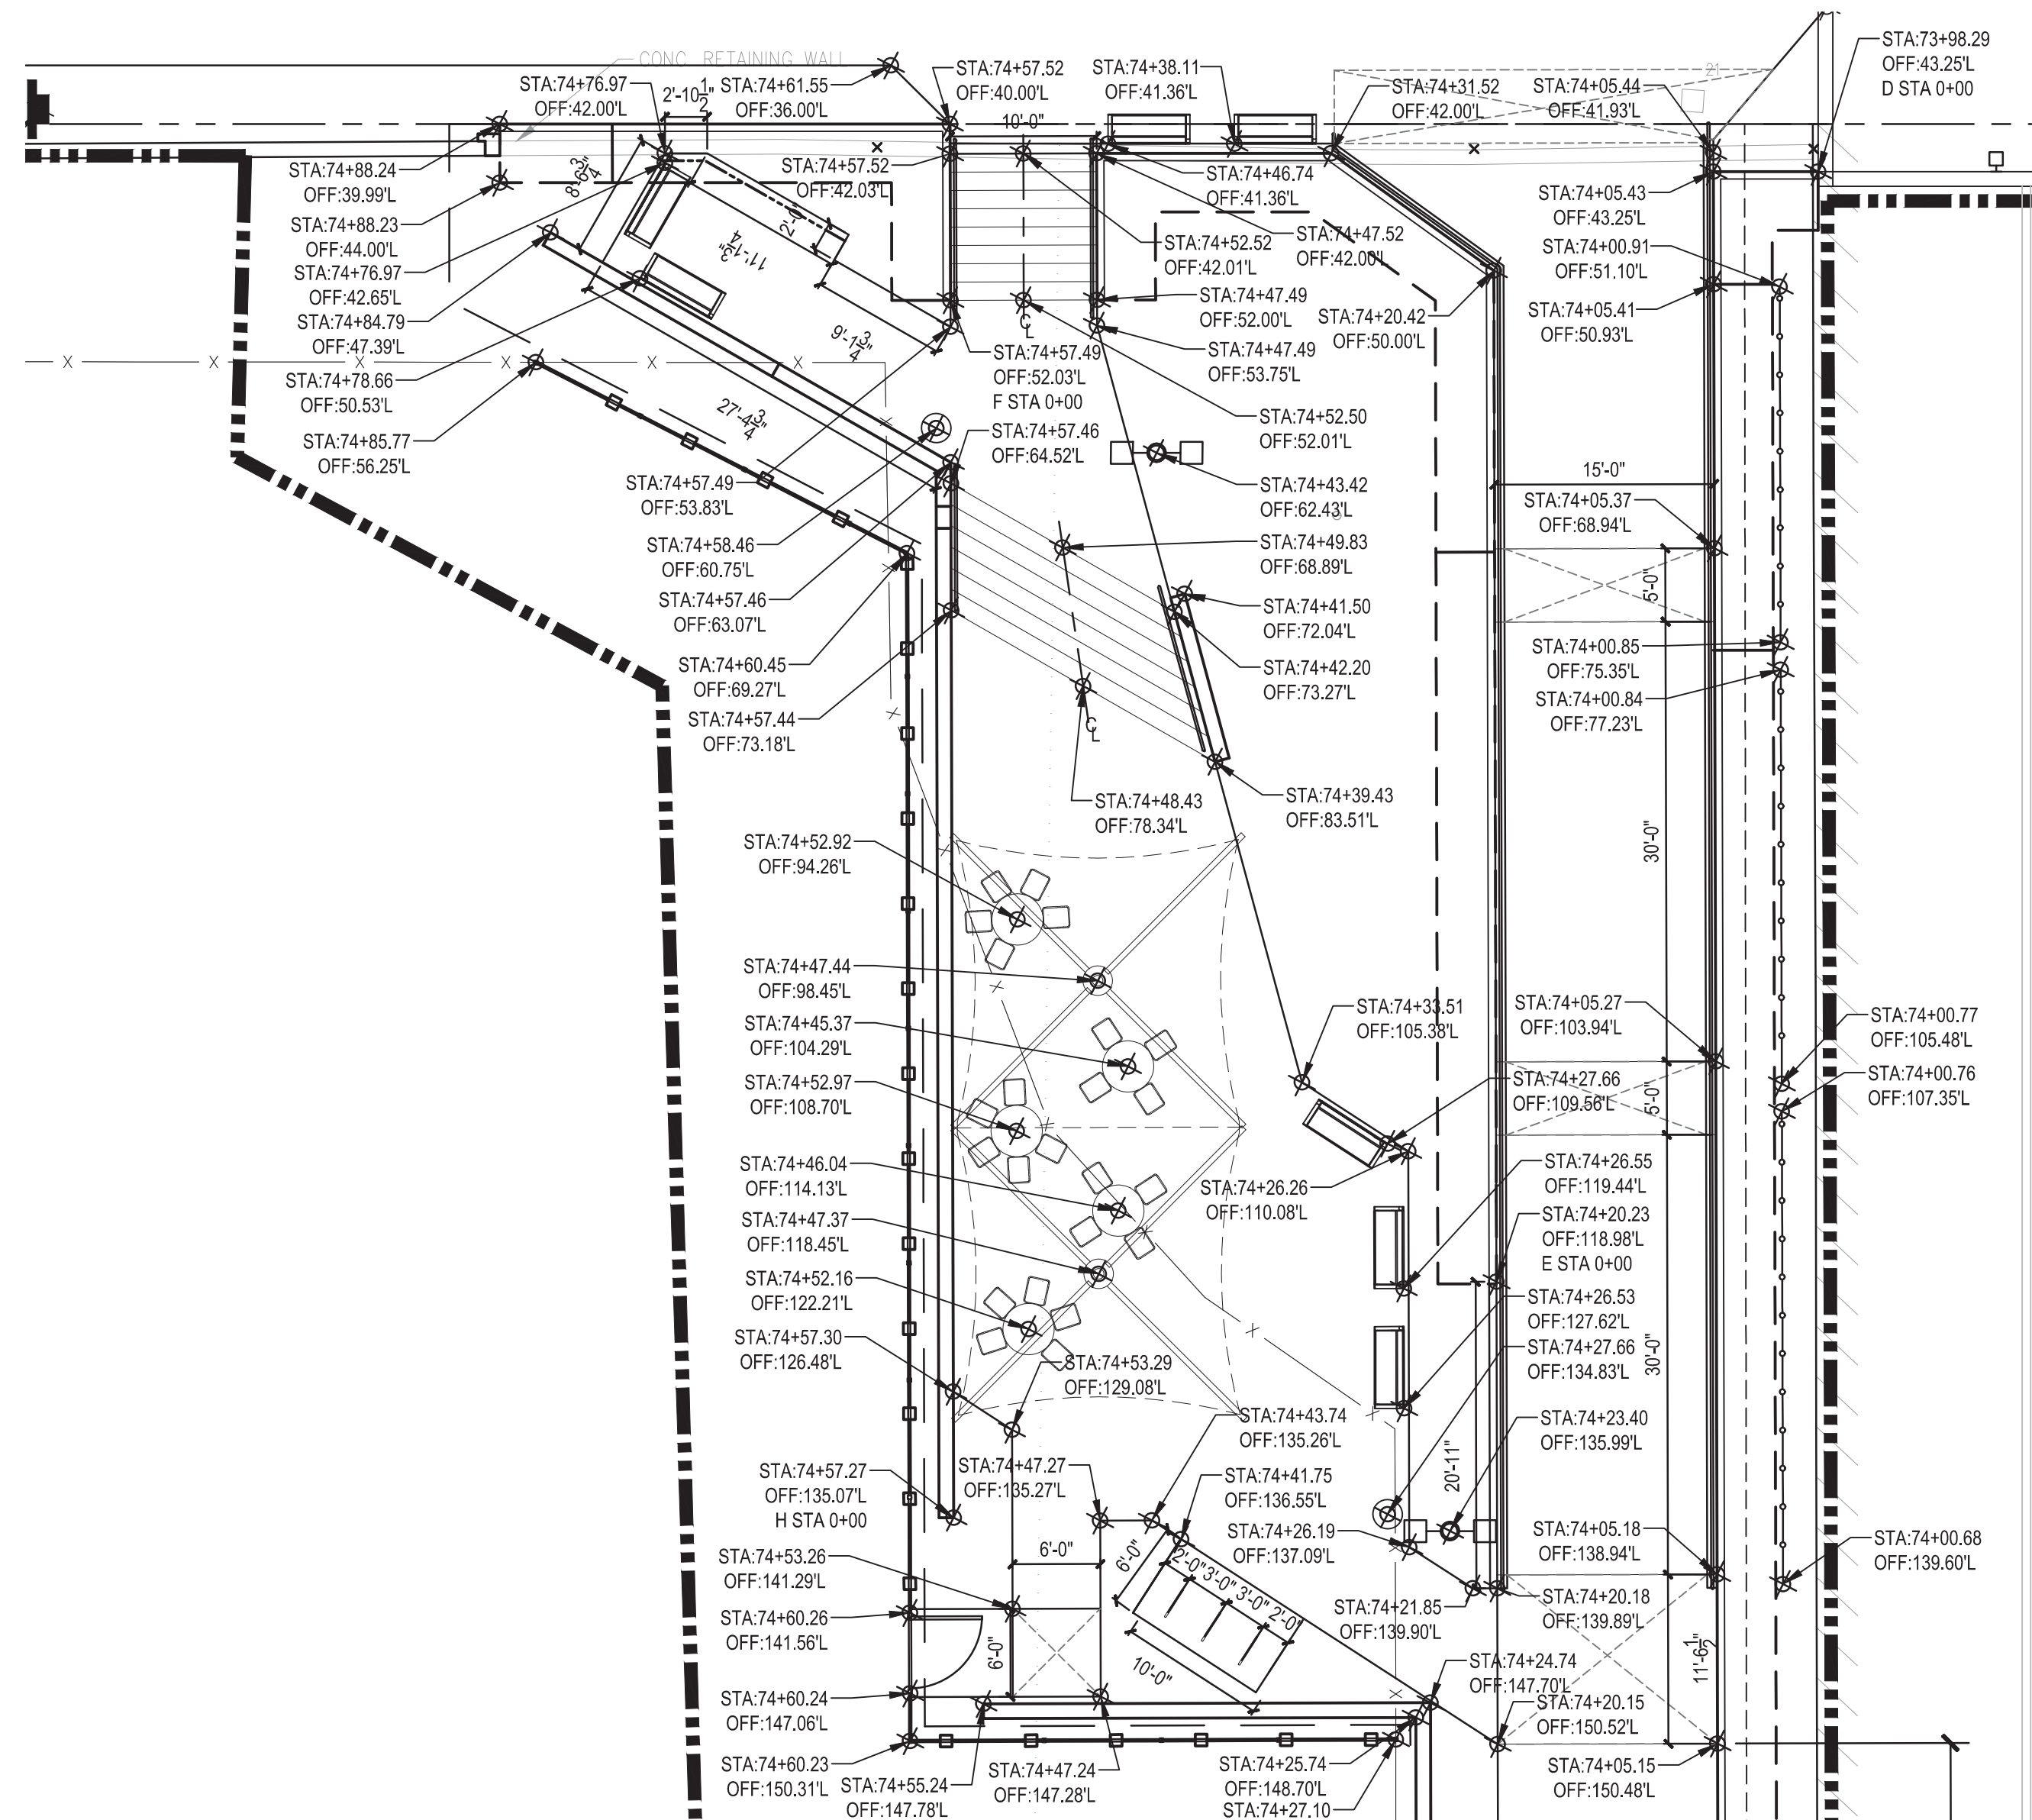 CONC. RETAINING WALL
STA:74+76.97
OFF:42.00'L
2'-10 1/2"
STA:74+61.55
OFF:36.00'L
STA:74+57.52
OFF:40.00'L
STA:74+38.11
OFF:41.36'L
STA:74+31.52
OFF:42.00'L
STA:74+05.44
OFF:41.93'L
21
STA:73+98.29
OFF:43.25'L
D STA 0+00
10'-0"
STA:74+88.24
OFF:39.99'L
8'-6 3/4"
STA:74+57.52
OFF:42.03'L
STA:74+46.74
OFF:41.36'L
STA:74+05.43
OFF:43.25'L
STA:74+88.23
OFF:44.00'L
2'-0"
11'-1 3/4"
STA:74+52.52
OFF:42.01'L
STA:74+47.52
OFF:42.00'L
STA:74+00.91
OFF:51.10'L
STA:74+76.97
OFF:42.65'L
STA:74+47.49
OFF:52.00'L
STA:74+20.42
OFF:50.00'L
STA:74+05.41
OFF:50.93'L
STA:74+84.79
OFF:47.39'L
9'-1 3/4"
CL
STA:74+57.49
OFF:52.03'L
F STA 0+00
STA:74+47.49
OFF:53.75'L
STA:74+78.66
OFF:50.53'L
27'-4 3/4"
STA:74+52.50
OFF:52.01'L
STA:74+85.77
OFF:56.25'L
STA:74+57.46
OFF:64.52'L
15'-0"
STA:74+57.49
OFF:53.83'L
STA:74+43.42
OFF:62.43'L
STA:74+05.37
OFF:68.94'L
STA:74+58.46
OFF:60.75'L
STA:74+49.83
OFF:68.89'L
5'-0"
STA:74+57.46
OFF:63.07'L
STA:74+41.50
OFF:72.04'L
STA:74+60.45
OFF:69.27'L
STA:74+42.20
OFF:73.27'L
STA:74+00.85
OFF:75.35'L
STA:74+57.44
OFF:73.18'L
CL
STA:74+00.84
OFF:77.23'L
STA:74+48.43
OFF:78.34'L
STA:74+39.43
OFF:83.51'L
STA:74+52.92
OFF:94.26'L
30'-0"
STA:74+47.44
OFF:98.45'L
STA:74+33.51
OFF:105.38'L
STA:74+05.27
OFF:103.94'L
STA:74+00.77
OFF:105.48'L
STA:74+45.37
OFF:104.29'L
STA:74+52.97
OFF:108.70'L
STA:74+27.66
OFF:109.56'L
5'-0"
STA:74+00.76
OFF:107.35'L
STA:74+46.04
OFF:114.13'L
STA:74+26.26
OFF:110.08'L
STA:74+26.55
OFF:119.44'L
STA:74+47.37
OFF:118.45'L
STA:74+20.23
OFF:118.98'L
E STA 0+00
STA:74+52.16
OFF:122.21'L
STA:74+26.53
OFF:127.62'L
STA:74+57.30
OFF:126.48'L
STA:74+53.29
OFF:129.08'L
STA:74+27.66
OFF:134.83'L
30'-0"
STA:74+43.74
OFF:135.26'L
STA:74+23.40
OFF:135.99'L
20'-11"
STA:74+57.27
OFF:135.07'L
H STA 0+00
STA:74+47.27
OFF:135.27'L
STA:74+41.75
OFF:136.55'L
STA:74+26.19
OFF:137.09'L
STA:74+05.18
OFF:138.94'L
STA:74+00.68
OFF:139.60'L
STA:74+53.26
OFF:141.29'L
6'-0"
6'-0"
2'-0"
3'-0"
3'-0"
2'-0"
STA:74+21.85
OFF:139.90'L
STA:74+20.18
OFF:139.89'L
STA:74+60.26
OFF:141.56'L
6'-0"
10'-0"
11'-6 1/2"
STA:74+24.74
OFF:147.70'L
STA:74+60.24
OFF:147.06'L
STA:74+20.15
OFF:150.52'L
STA:74+60.23
OFF:150.31'L
STA:74+55.24
OFF:147.78'L
STA:74+47.24
OFF:147.28'L
STA:74+25.74
OFF:148.70'L
STA:74+05.15
OFF:150.48'L
STA:74+27.10